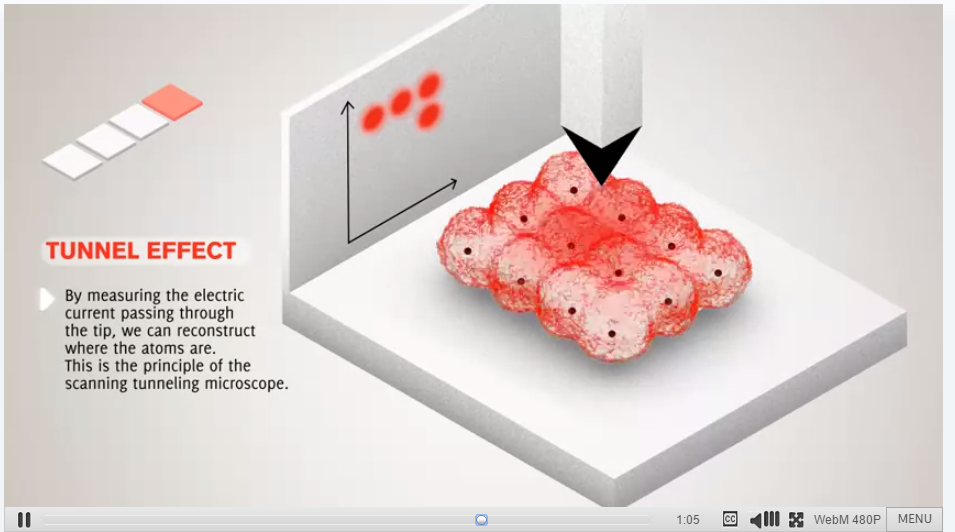 TUNNEL EFFECT
By measuring the electric
current passing through
the tip, we can reconstruct
where the atoms are.
This is the principle of the
scanning tunneling microscope.
1:05
CC
WebM 480P
MENU